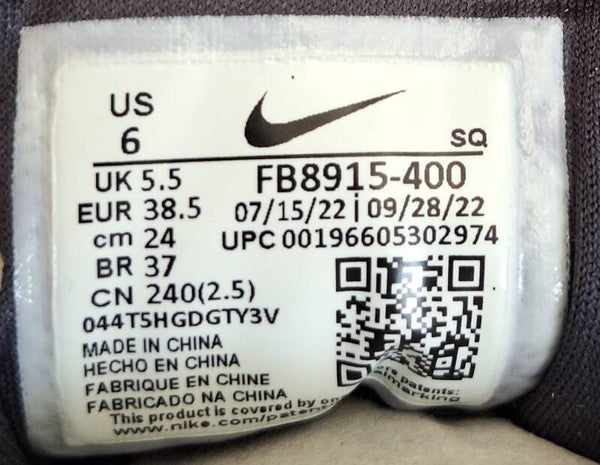 US
6
SQ
UK 5.5
FB8915-400
EUR 38.5
07/15/22 | 09/28/22
cm 24
UPC 00196605302974
BR 37
CN 240(2.5)
044T5HGDGTY3V
MADE IN CHINA
HECHO EN CHINA
FABRIQUE EN CHINE
FABRICADO NA CHINA
This product is covered by
www.nike.com/
patents: